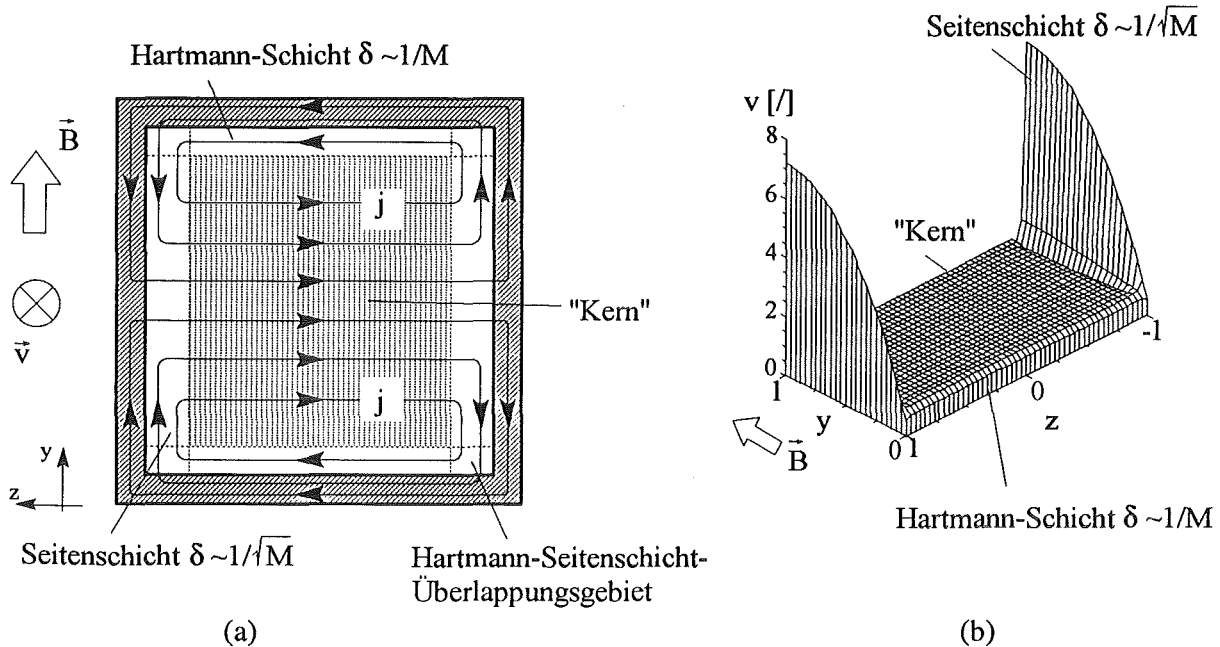 Hartmann-Schicht δ ~1/M
B
v
j
"Kern"
j
y
z
Seitenschicht δ ~1/√M
Hartmann-Seitenschicht-
Überlappungsgebiet
(a)
Seitenschicht δ ~1/√M
v [/]
8
6
4
2
0
"Kern"
1
y
0
1
z
0
-1
B
Hartmann-Schicht δ ~1/M
(b)